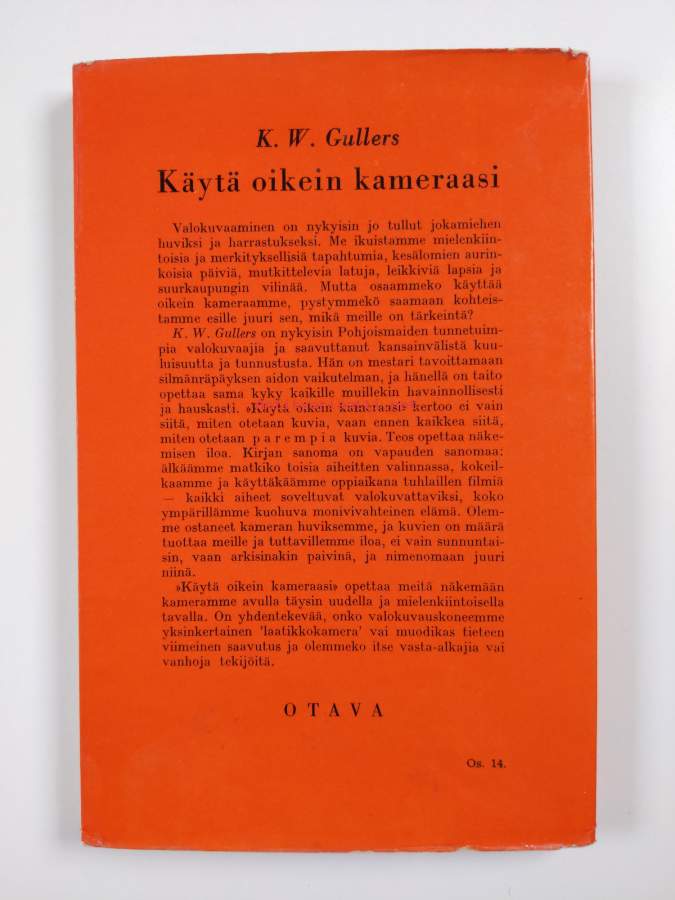 K. W. Gullers
Käytä oikein kameraasi
Valokuvaaminen on nykyisin jo tullut jokamiehen
huviksi ja harrastukseksi. Me ikuistamme mielenkiin-
toisia ja merkityksellisiä tapahtumia, kesälomien aurin-
koisia päiviä, mutkittelevia latuja, leikkiviä lapsia ja
suurkaupungin vilinää. Mutta osaammeko käyttää
oikein kameraamme, pystymmekö saamaan kohteis-
tamme esille juuri sen, mikä meille on tärkeintä?
K. W. Gullers on nykyisin Pohjoismaiden tunnetuim-
pia valokuvaajia ja saavuttanut kansainvälistä kuu-
luisuutta ja tunnustusta. Hän on mestari tavoittamaan
silmänräpäyksen aidon vaikutelman, ja hänellä on taito
opettaa sama kyky kaikille muillekin havainnollisesti
ja hauskasti. »Käytä oikein kameraasi» kertoo ei vain
siitä, miten otetaan kuvia, vaan ennen kaikkea siitä,
miten otetaan parempia kuvia. Teos opettaa näke-
misen iloa. Kirjan sanoma on vapauden sanomaa:
älkäämme matkiko toisia aiheitten valinnassa, kokeil-
kaamme ja käyttäkäämme oppiaikana tuhlaillen filmiä
— kaikki aiheet soveltuvat valokuvattaviksi, koko
ympärillämme kuohuva monivivahteinen elämä. Olem-
me ostaneet kameran huviksemme, ja kuvien on määrä
tuottaa meille ja tuttavillemme iloa, ei vain sunnuntai-
sin, vaan arkisinakin paivinä, ja nimenomaan juuri
niinä.
»Käytä oikein kameraasi» opettaa meitä näkemään
kameramme avulla täysin uudella ja mielenkiintoisella
tavalla. On yhdentekevää, onko valokuvauskoneemme
yksinkertainen 'laatikkokamera' vai muodikas tieteen
viimeinen saavutus ja olemmeko itse vasta-alkajia vai
vanhoja tekijöitä.
OTAVA
Os. 14.